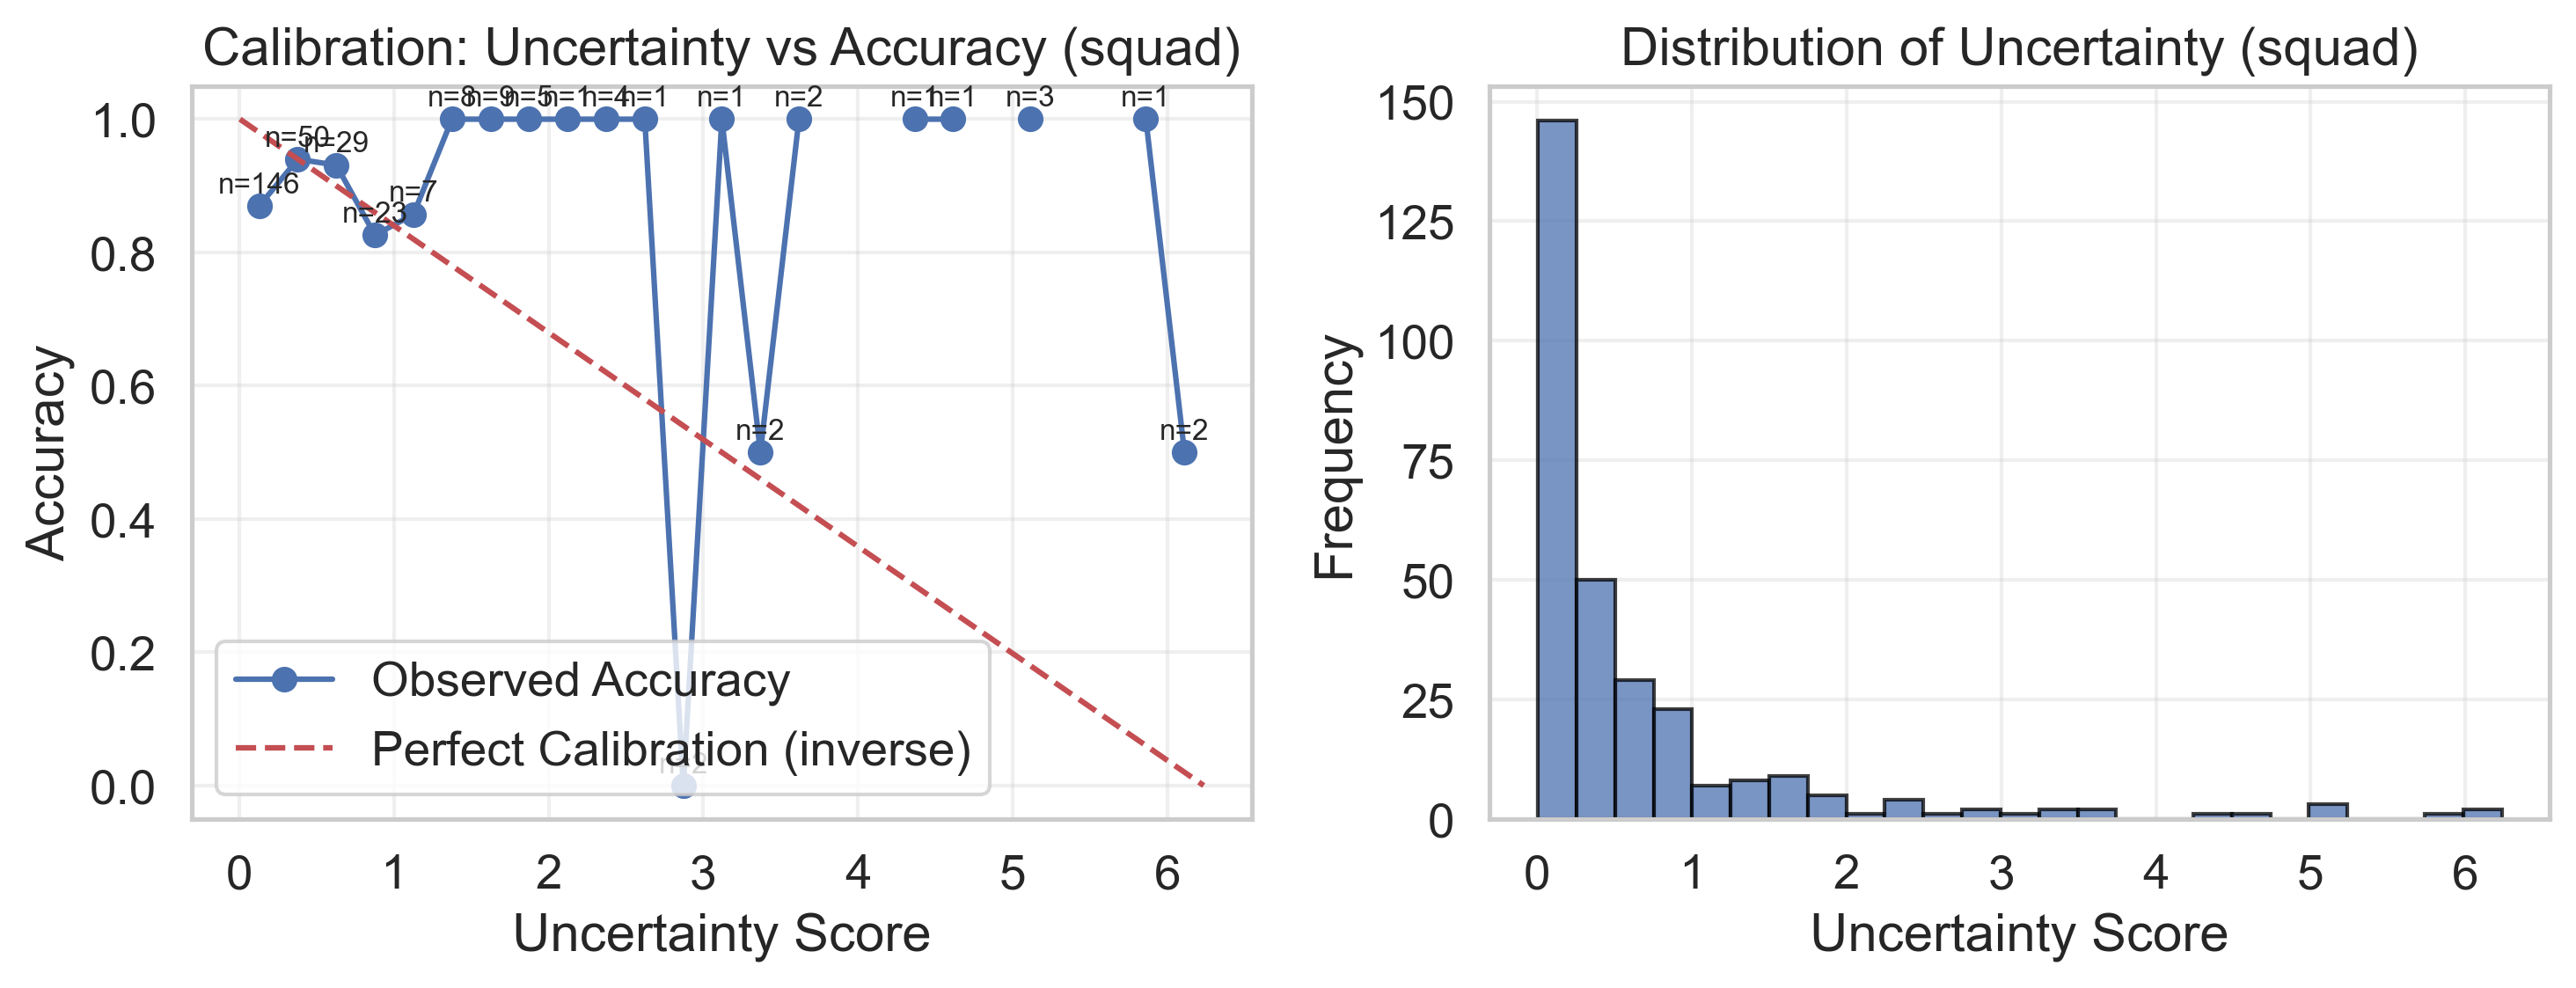 Calibration: Uncertainty vs Accuracy (squad)
n=146
n=50
n=29
n=23
n=7
n=8
n=9
n=5
n=1
n=4
n=1
n=2
n=1
n=2
n=2
n=1
n=1
n=3
n=1
n=2
1.0
0.8
0.6
0.4
0.2
0.0
Accuracy
Observed Accuracy
Perfect Calibration (inverse)
0 1 2 3 4 5 6
Uncertainty Score
Distribution of Uncertainty (squad)
150
125
100
75
50
25
0
Frequency
0 1 2 3 4 5 6
Uncertainty Score